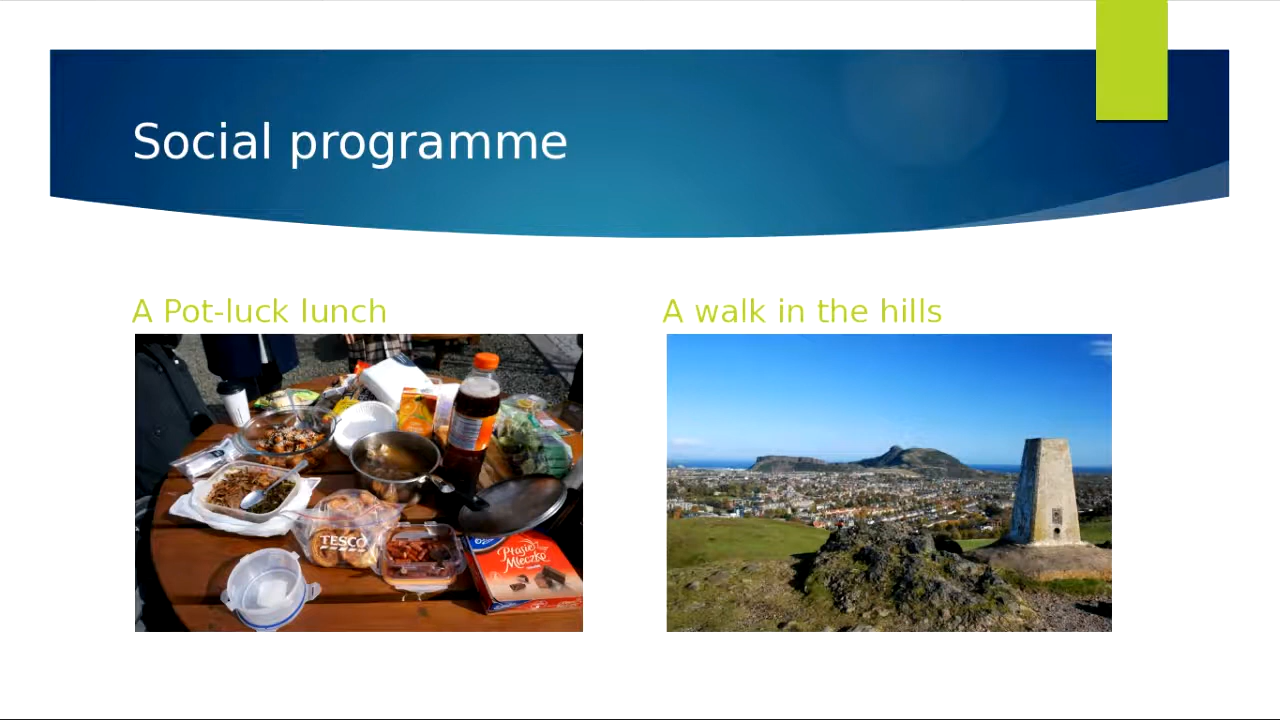 Social programme
A Pot-luck lunch
A walk in the hills
TESCO
Ptasie
Mleczko